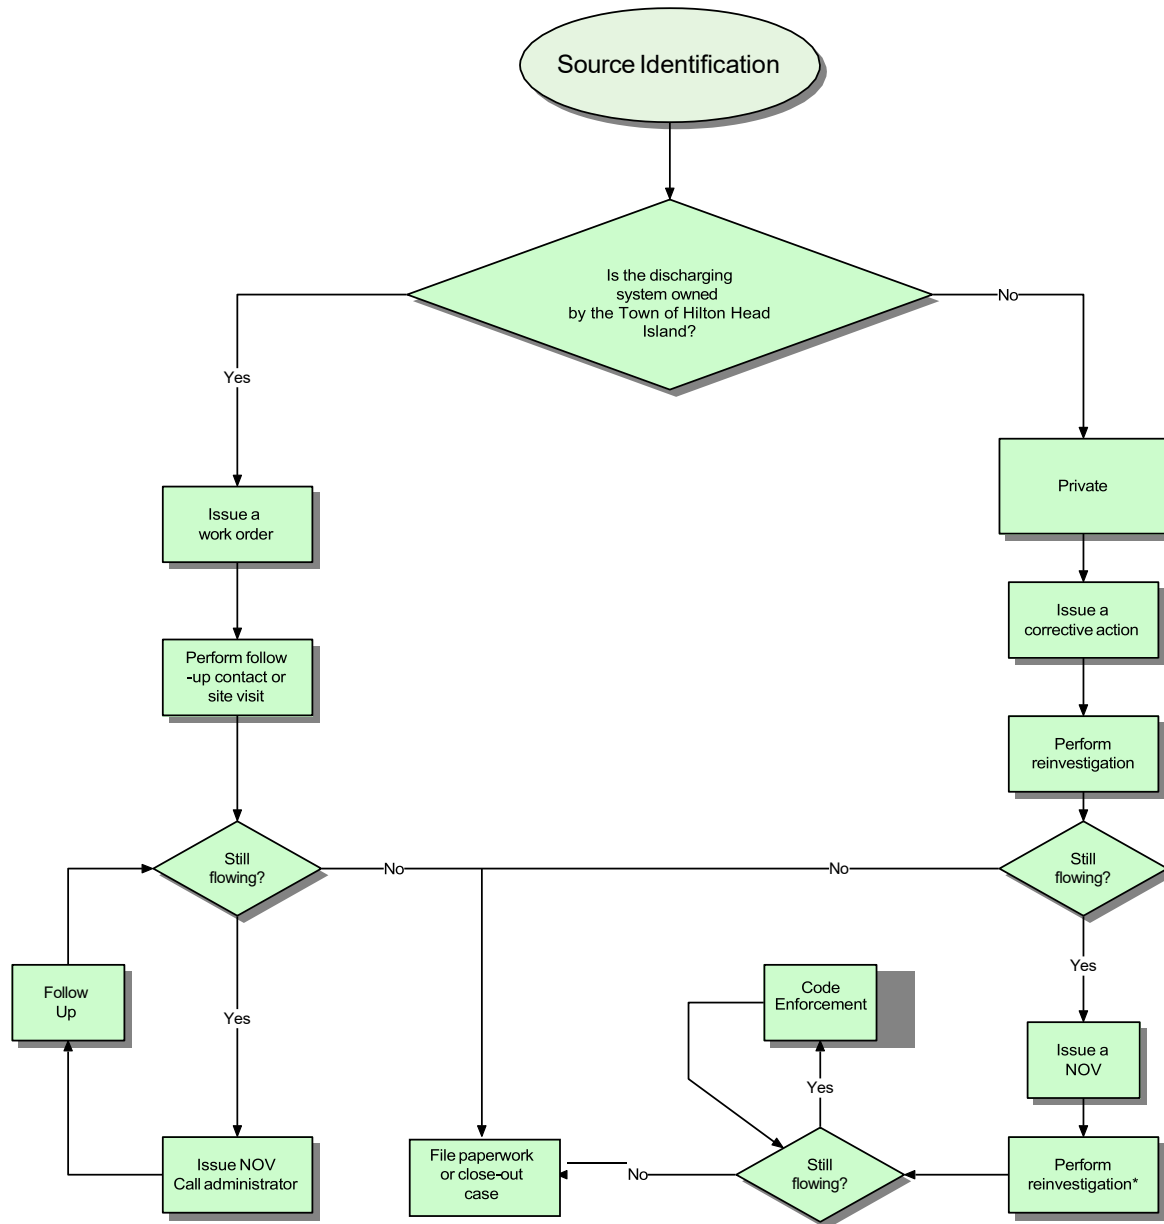 Source Identification
Is the discharging
system owned
by the Town of Hilton Head
Island?
No
Yes
Private
Issue a
work order
Issue a
corrective action
Perform follow
-up contact or
site visit
Perform
reinvestigation
Still
flowing?
No
No
Still
flowing?
Follow
Up
Yes
Code
Enforcement
Yes
Issue a
NOV
Yes
Issue NOV
Call administrator
File paperwork
or close-out
case
No
Still
flowing?
Perform
reinvestigation*